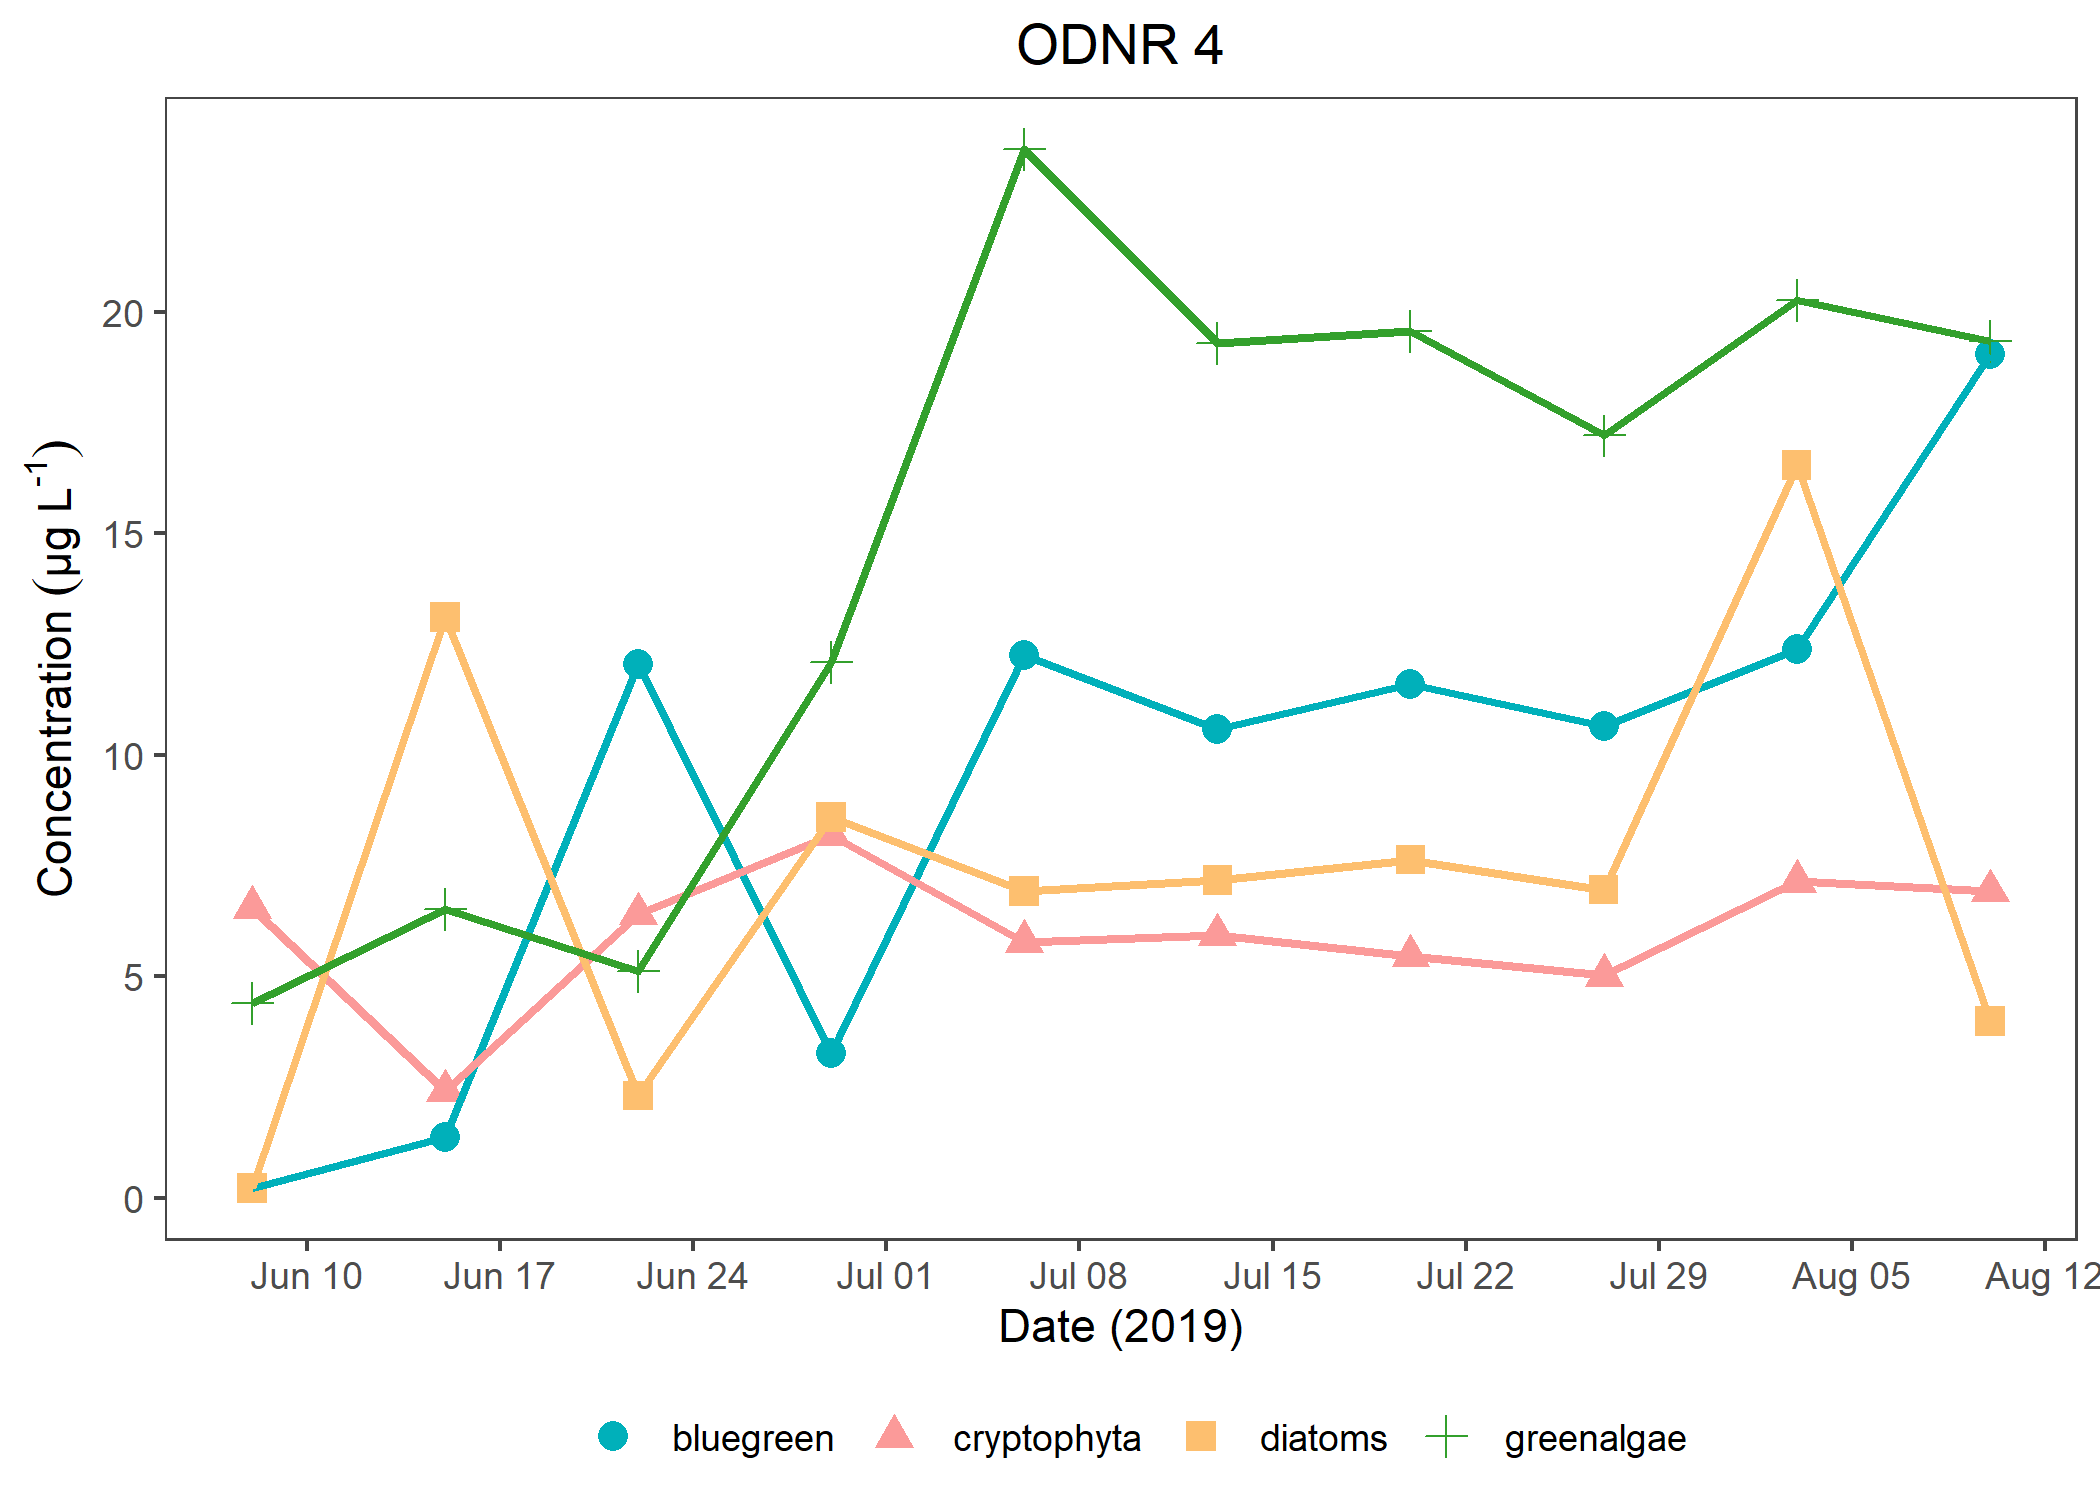 ODNR 4
Concentration (µg L⁻¹)
20
15
10
5
0
Jun 10 Jun 17 Jun 24 Jul 01 Jul 08 Jul 15 Jul 22 Jul 29 Aug 05 Aug 12
Date (2019)
bluegreen cryptophyta diatoms greenalgae